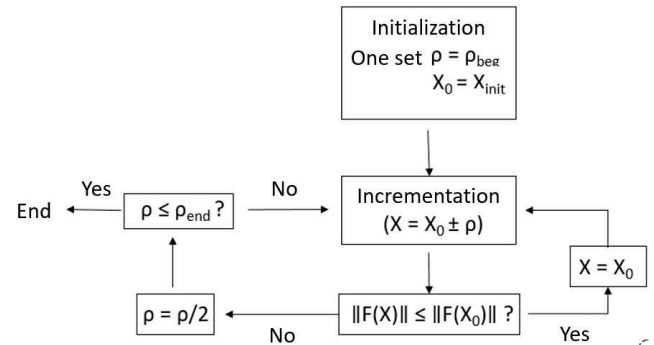 Initialization
One set ρ = ρbeg
X₀ = Xinit
Yes
No
End
ρ ≤ ρend ?
Incrementation
(X = X₀ ± ρ)
X = X₀
ρ = ρ/2
‖F(X)‖ ≤ ‖F(X₀)‖ ?
No
Yes